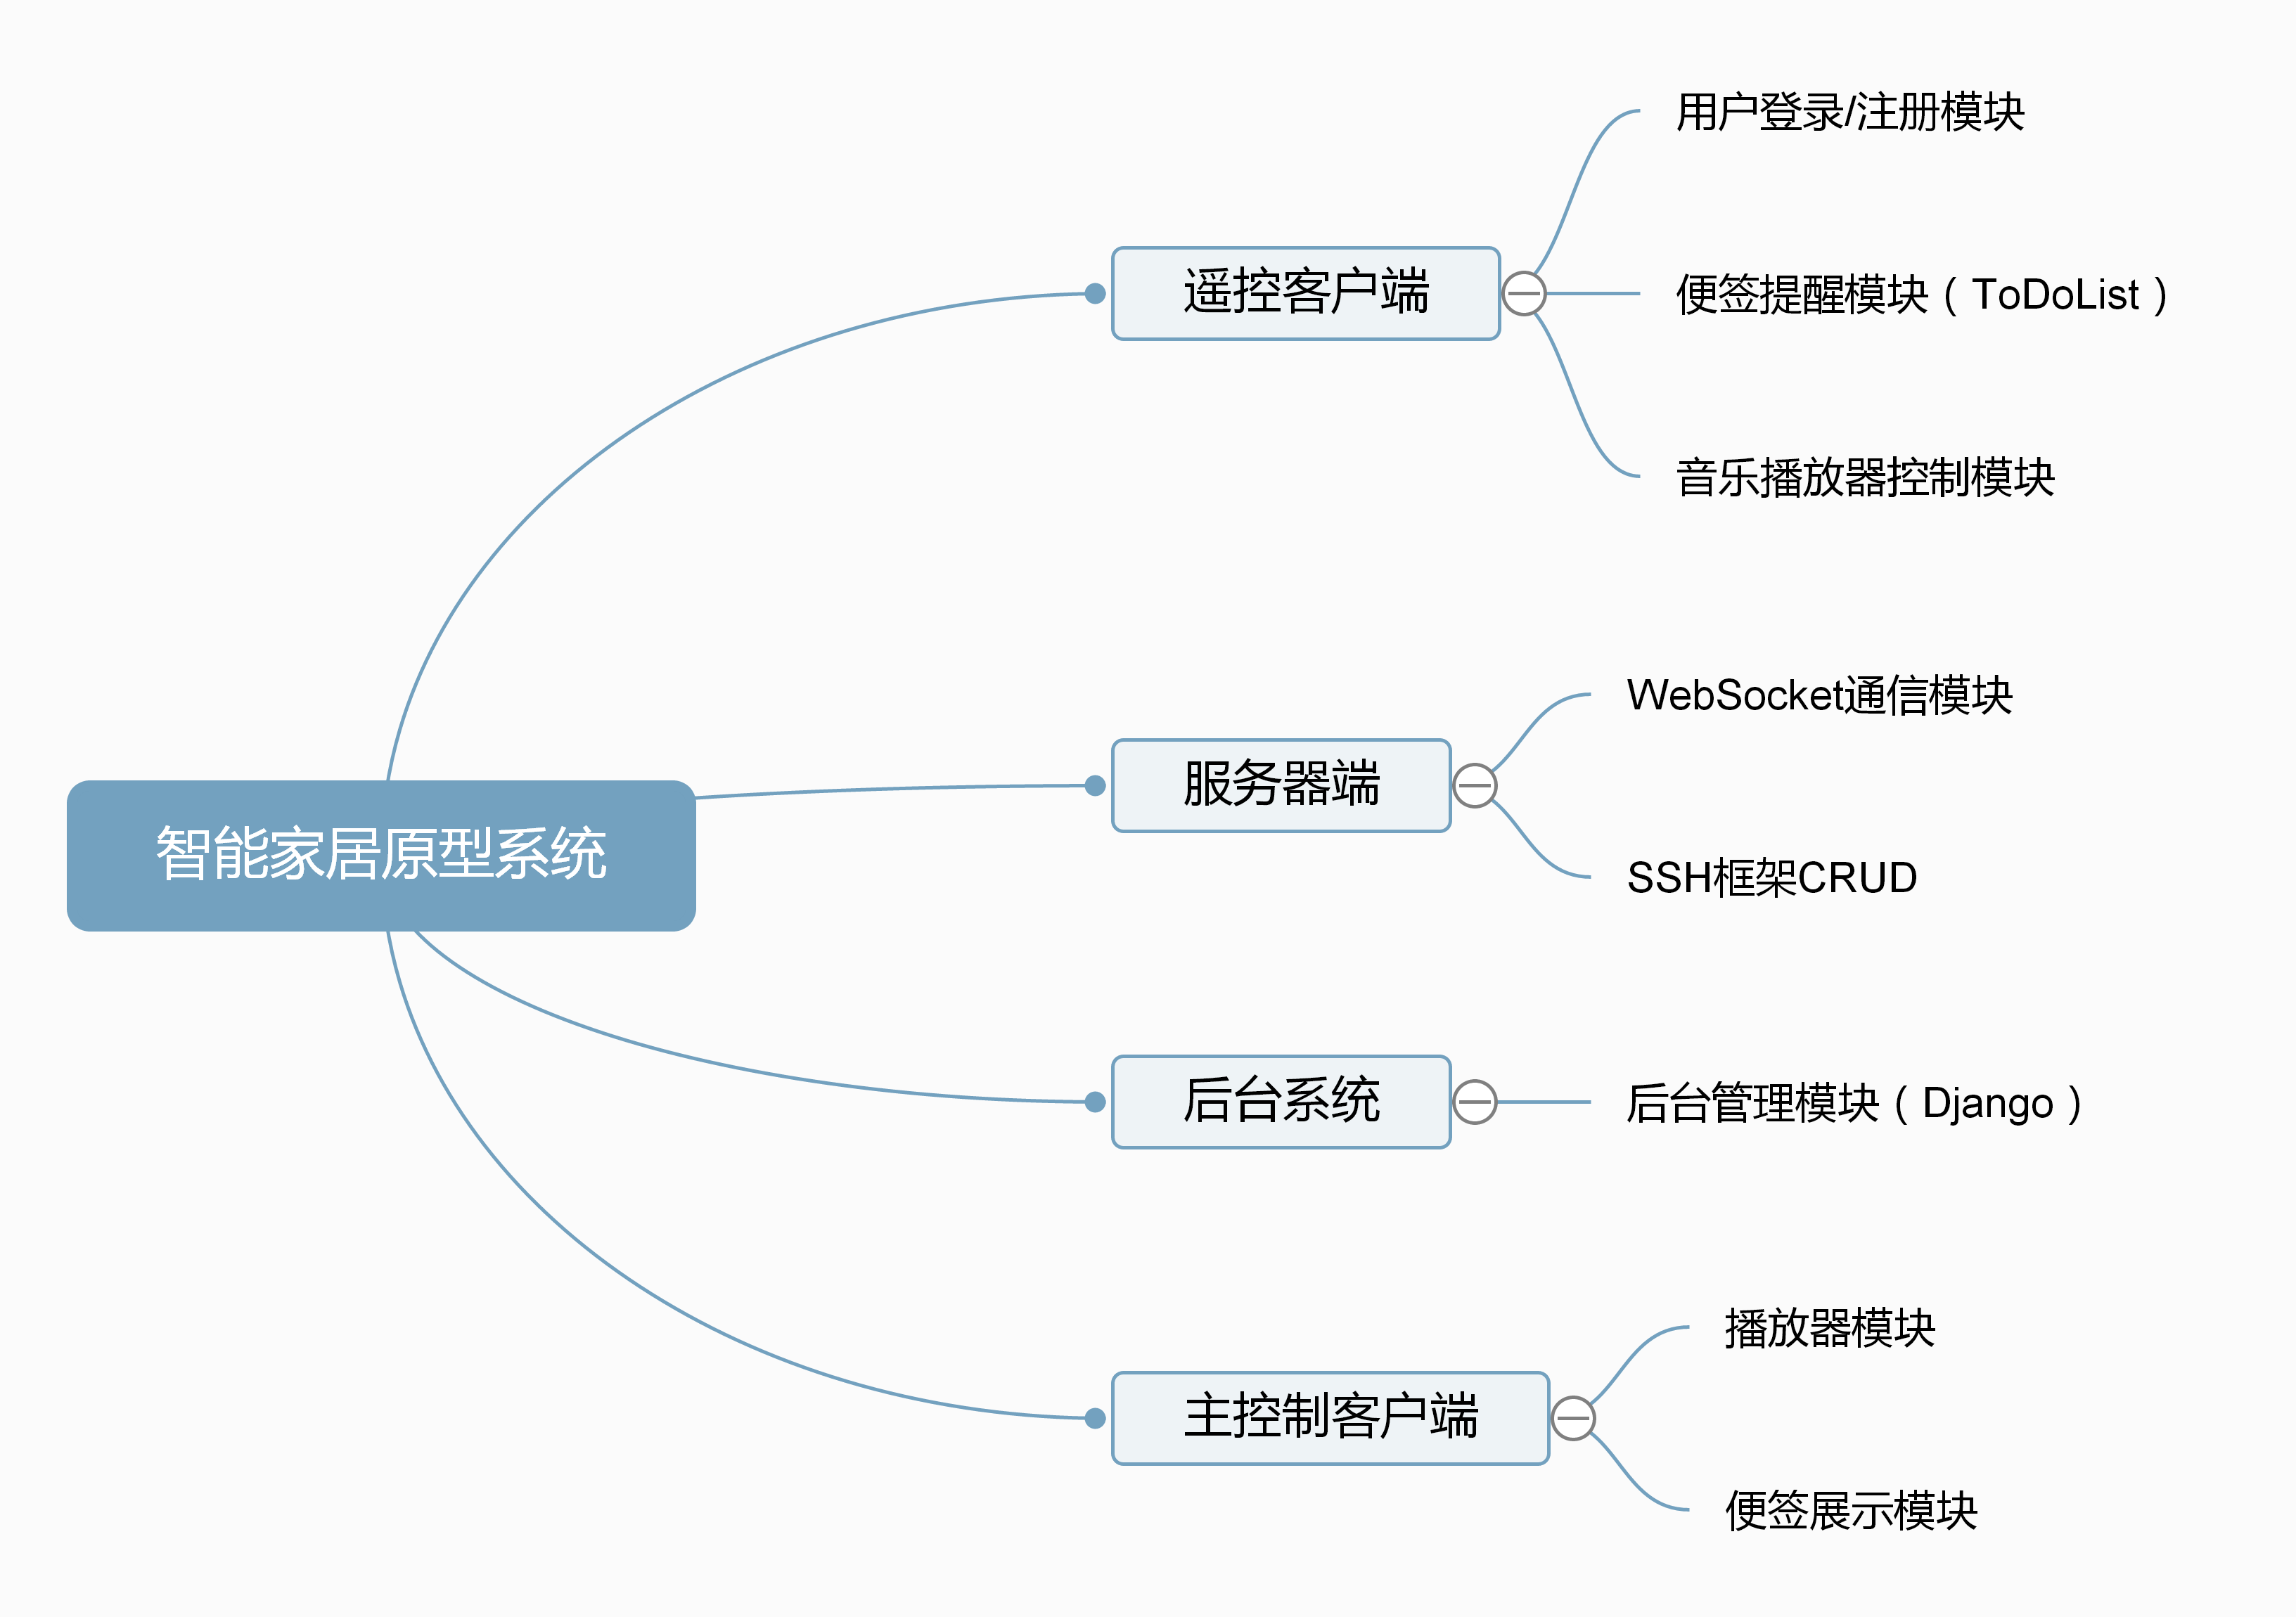 智能家居原型系统
遥控客户端
用户登录/注册模块
便签提醒模块（ToDoList）
音乐播放器控制模块
服务器端
WebSocket通信模块
SSH框架CRUD
后台系统
后台管理模块（Django）
主控制客户端
播放器模块
便签展示模块